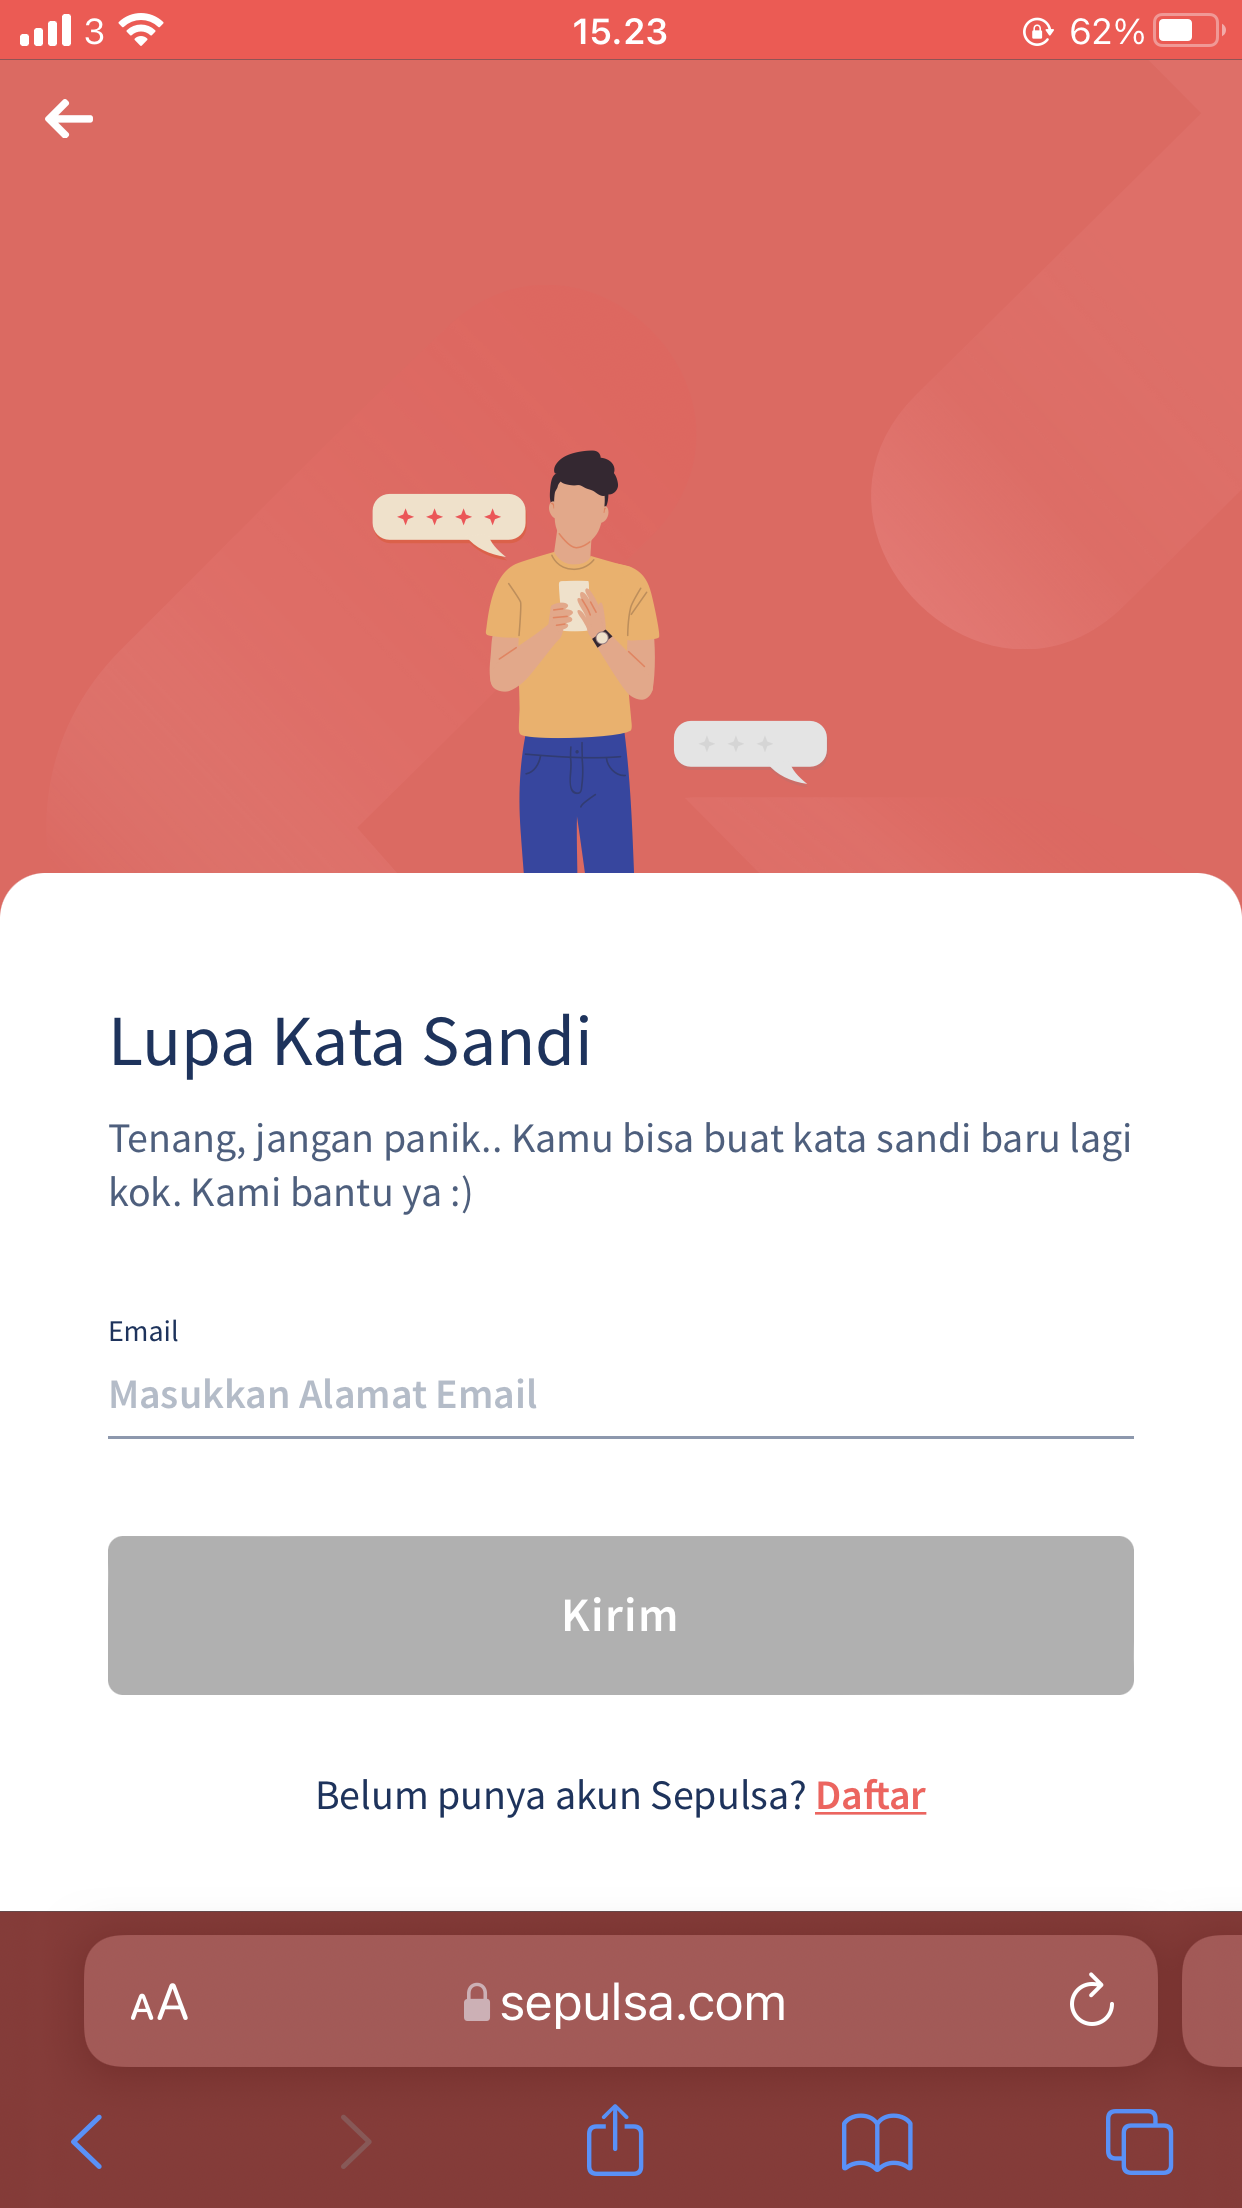 3 15.23 62%
Lupa Kata Sandi
Tenang, jangan panik.. Kamu bisa buat kata sandi baru lagi
kok. Kami bantu ya :)
Email
Masukkan Alamat Email
Kirim
Belum punya akun Sepulsa? Daftar
AA sepulsa.com